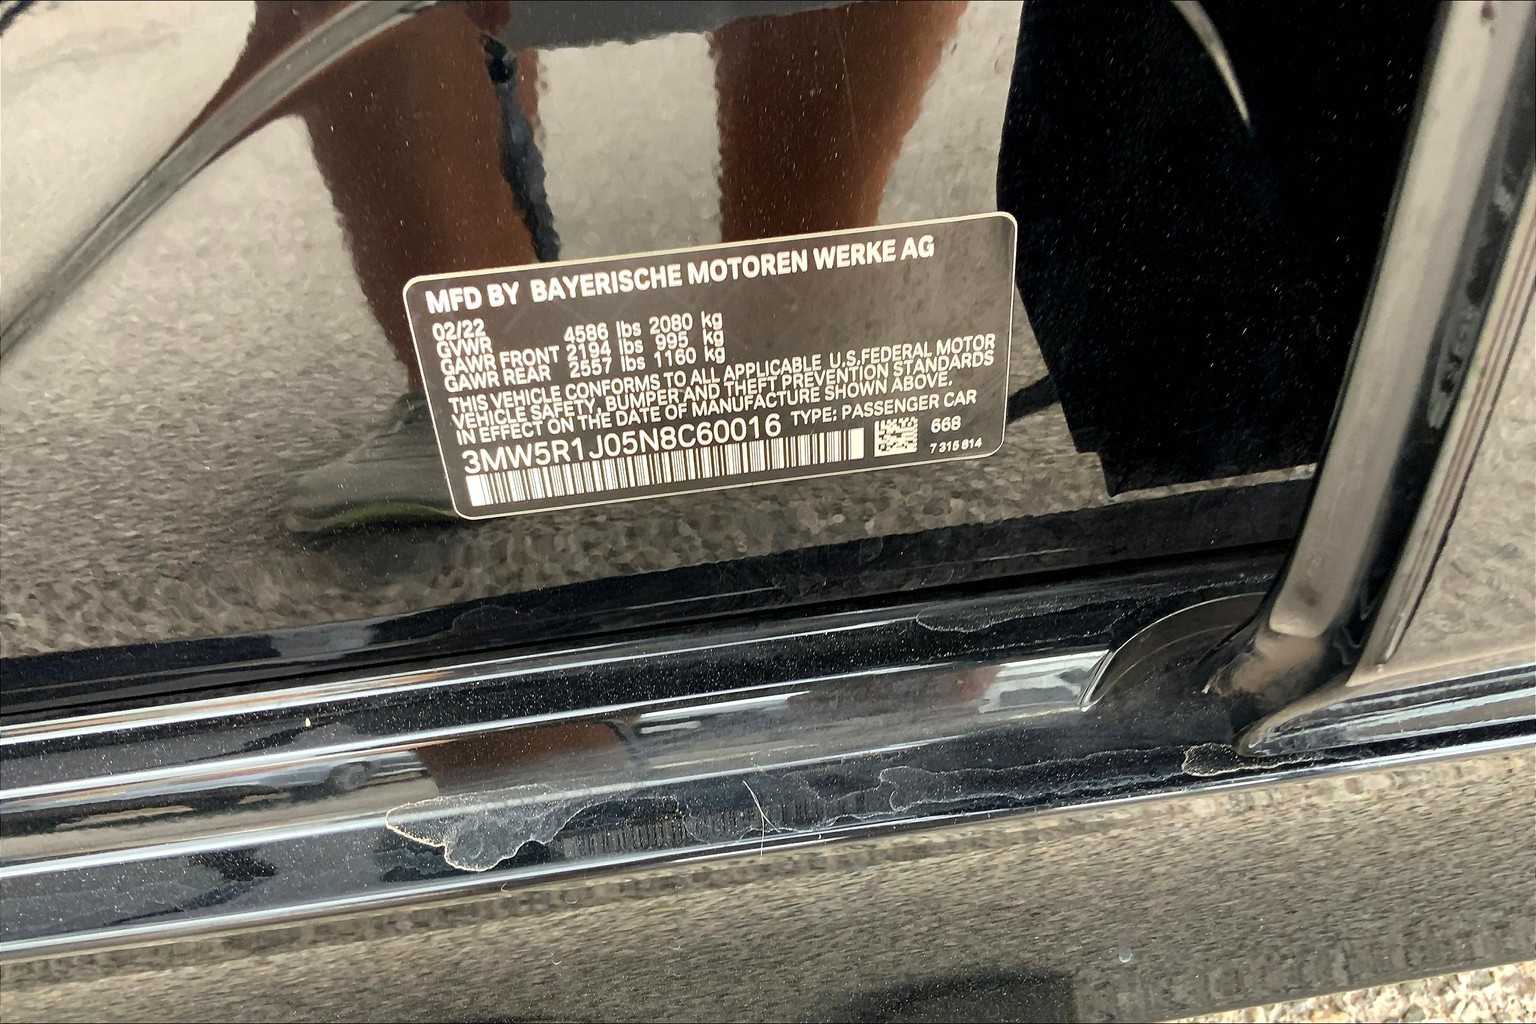 MFD BY BAYERISCHE MOTOREN WERKE AG
02/22
GVWR 4586 lbs 2080 kg
GAWR FRONT 2194 lbs 995 kg
GAWR REAR 2557 lbs 1160 kg
THIS VEHICLE CONFORMS TO ALL APPLICABLE U.S.FEDERAL MOTOR
VEHICLE SAFETY, BUMPER AND THEFT PREVENTION STANDARDS
IN EFFECT ON THE DATE OF MANUFACTURE SHOWN ABOVE.
3MW5R1J05N8C60016 TYPE: PASSENGER CAR
668
7 315 814